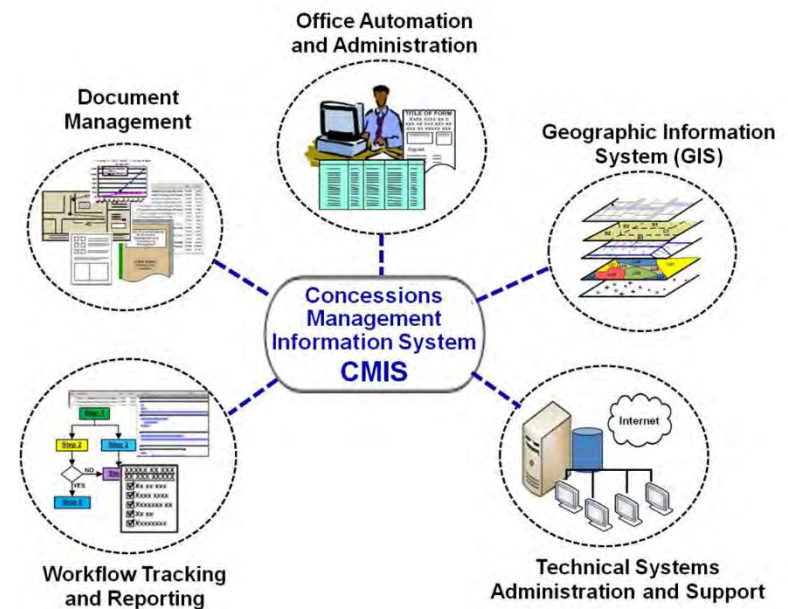 Office Automation
and Administration
Document
Management
TITLE OF FORM
Geographic Information
System (GIS)
Concessions
Management
Information System
CMIS
Internet
Step 1
Step 2
Step 3
NO
YES
Workflow Tracking
and Reporting
Technical Systems
Administration and Support